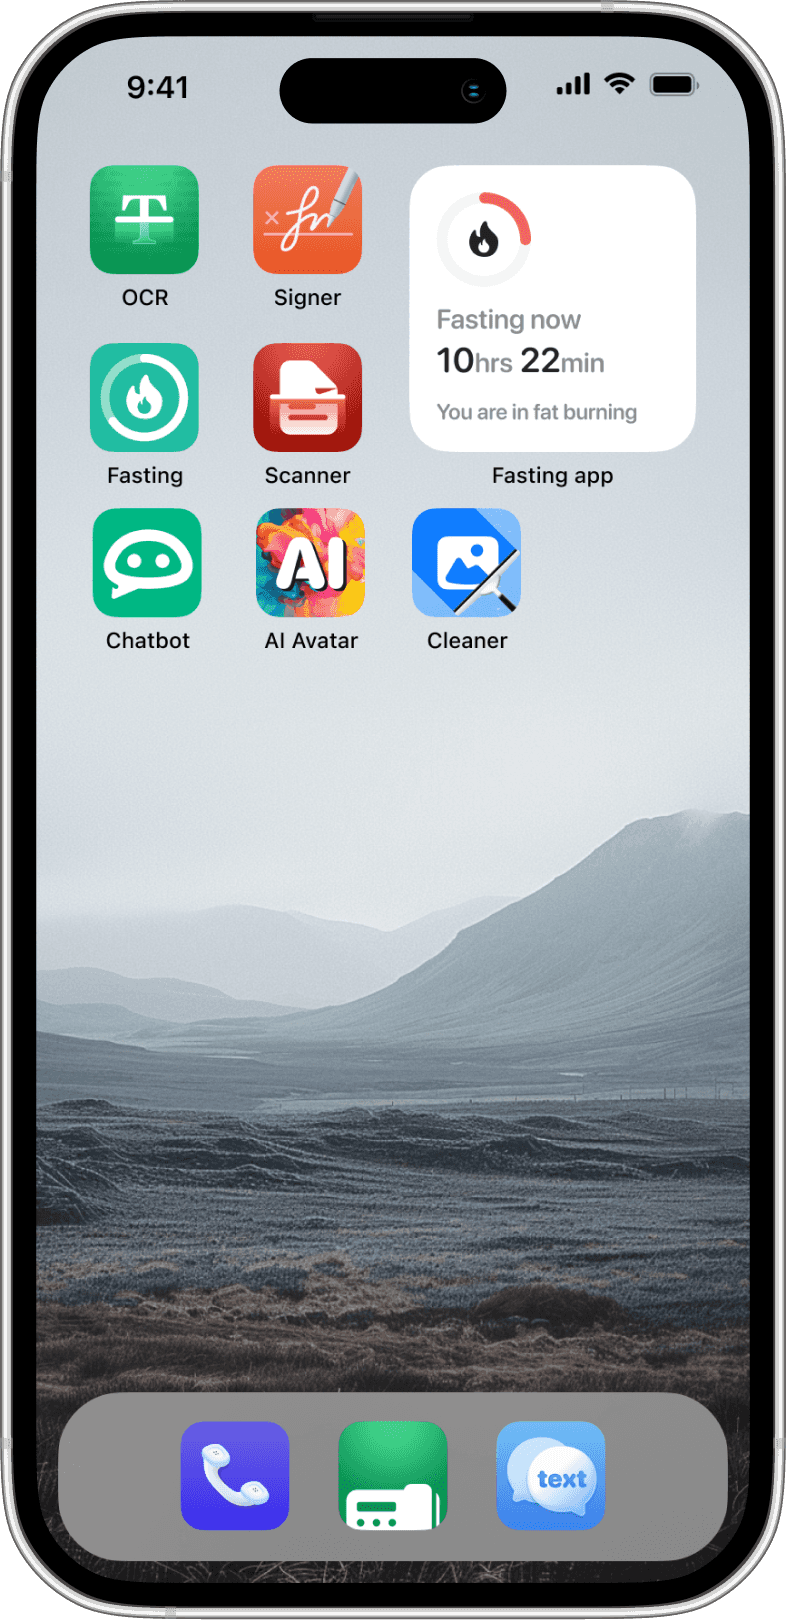 9:41
OCR
Signer
Fasting now
10hrs 22min
You are in fat burning
Fasting
Scanner
Fasting app
AI
Chatbot
AI Avatar
Cleaner
text